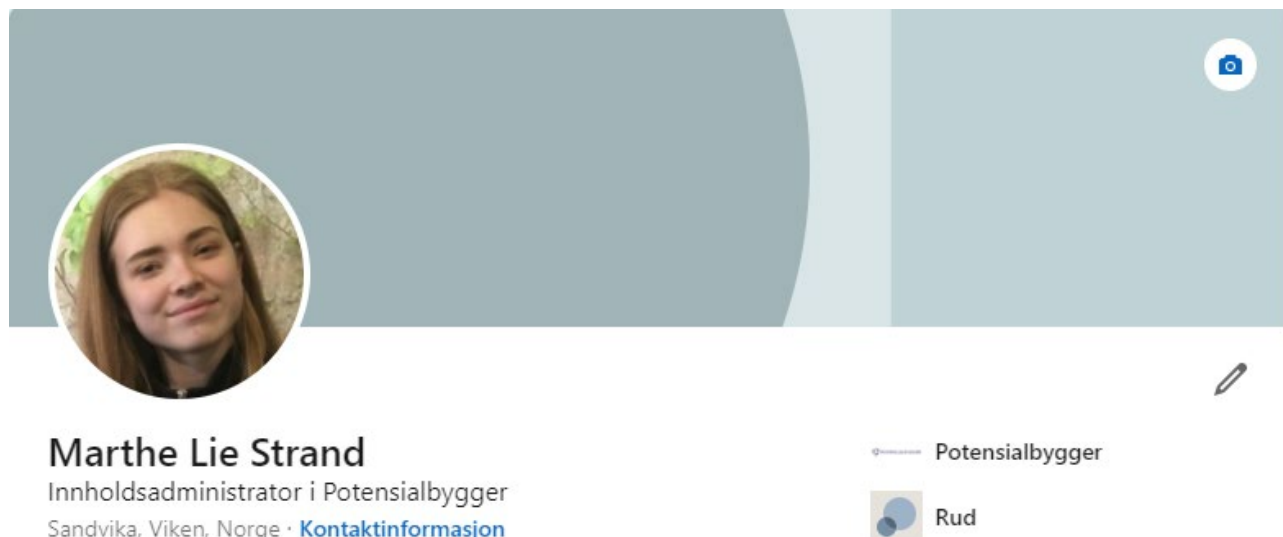 Marthe Lie Strand
Innholdsadministrator i Potensialbygger
Sandvika, Viken, Norge · Kontaktinformasjon
Potensialbygger
Rud